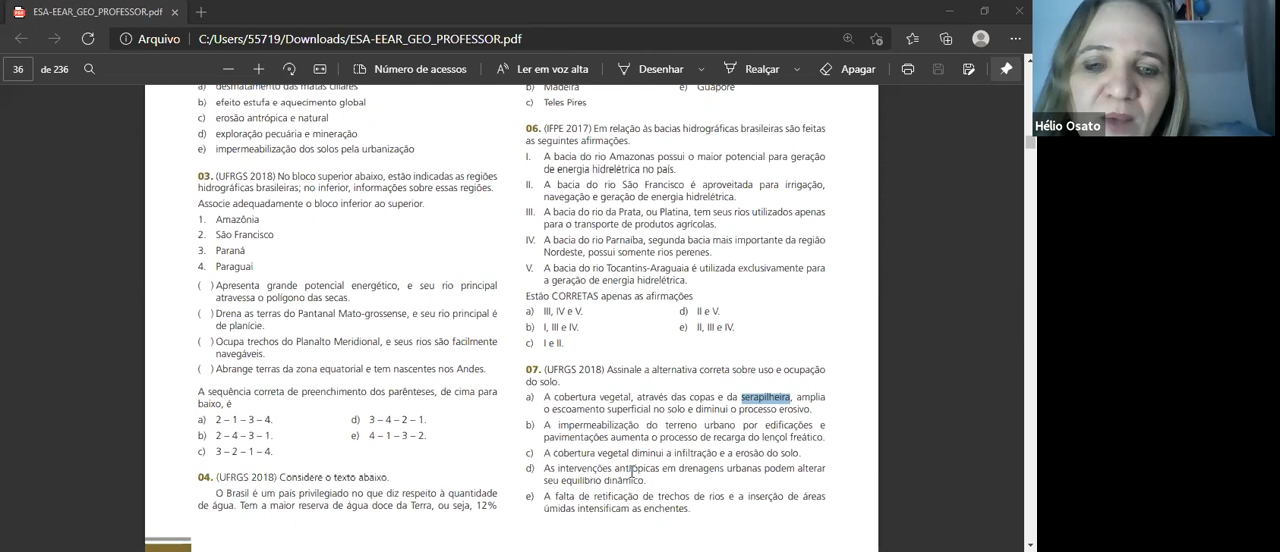 ESA-EEAR_GEO_PROFESSOR.pdf
Arquivo C:/Users/55719/Downloads/ESA-EEAR_GEO_PROFESSOR.pdf
36 de 236 Número de acessos Ler em voz alta Desenhar Realçar Apagar
Hélio Osato
a) desmatamento das matas ciliares
b) efeito estufa e aquecimento global
c) erosão antrópica e natural
d) exploração pecuária e mineração
e) impermeabilização dos solos pela urbanização
03. (UFRGS 2018) No bloco superior abaixo, estão indicadas as regiões
hidrográficas brasileiras; no inferior, informações sobre essas regiões.
Associe adequadamente o bloco inferior ao superior.
1. Amazônia
2. São Francisco
3. Paraná
4. Paraguai
( ) Apresenta grande potencial energético, e seu rio principal
atravessa o polígono das secas.
( ) Drena as terras do Pantanal Mato-grossense, e seu rio principal é
de planície.
( ) Ocupa trechos do Planalto Meridional, e seus rios são facilmente
navegáveis.
( ) Abrange terras da zona equatorial e tem nascentes nos Andes.
A sequência correta de preenchimento dos parênteses, de cima para
baixo, é
a) 2 – 1 – 3 – 4. d) 3 – 4 – 2 – 1.
b) 2 – 4 – 3 – 1. e) 4 – 1 – 3 – 2.
c) 3 – 2 – 1 – 4.
04. (UFRGS 2018) Considere o texto abaixo.
O Brasil é um país privilegiado no que diz respeito à quantidade
de água. Tem a maior reserva de água doce da Terra, ou seja, 12%
b) Madeira e) Guaporé
c) Teles Pires
06. (IFPE 2017) Em relação às bacias hidrográficas brasileiras são feitas
as seguintes afirmações.
I. A bacia do rio Amazonas possui o maior potencial para geração
de energia hidrelétrica no país.
II. A bacia do rio São Francisco é aproveitada para irrigação,
navegação e geração de energia hidrelétrica.
III. A bacia do rio da Prata, ou Platina, tem seus rios utilizados apenas
para o transporte de produtos agrícolas.
IV. A bacia do rio Parnaíba, segunda bacia mais importante da região
Nordeste, possui somente rios perenes.
V. A bacia do rio Tocantins-Araguaia é utilizada exclusivamente para
a geração de energia hidrelétrica.
Estão CORRETAS apenas as afirmações
a) III, IV e V. d) II e V.
b) I, III e IV. e) II, III e IV.
c) I e II.
07. (UFRGS 2018) Assinale a alternativa correta sobre uso e ocupação
do solo.
a) A cobertura vegetal, através das copas e da serapilheira, amplia
o escoamento superficial no solo e diminui o processo erosivo.
b) A impermeabilização do terreno urbano por edificações e
pavimentações aumenta o processo de recarga do lençol freático.
c) A cobertura vegetal diminui a infiltração e a erosão do solo.
d) As intervenções antrópicas em drenagens urbanas podem alterar
seu equilíbrio dinâmico.
e) A falta de retificação de trechos de rios e a inserção de áreas
úmidas intensificam as enchentes.